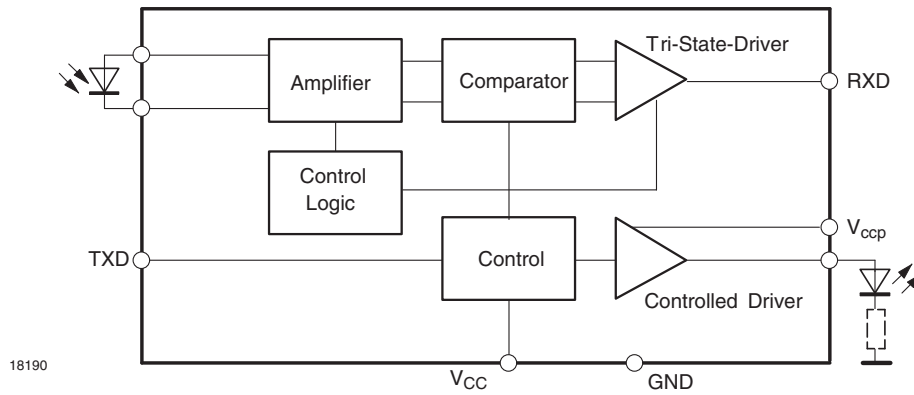 Tri-State-Driver
Amplifier
Comparator
RXD
Control
Logic
Vccp
TXD
Control
Controlled Driver
18190
VCC
GND